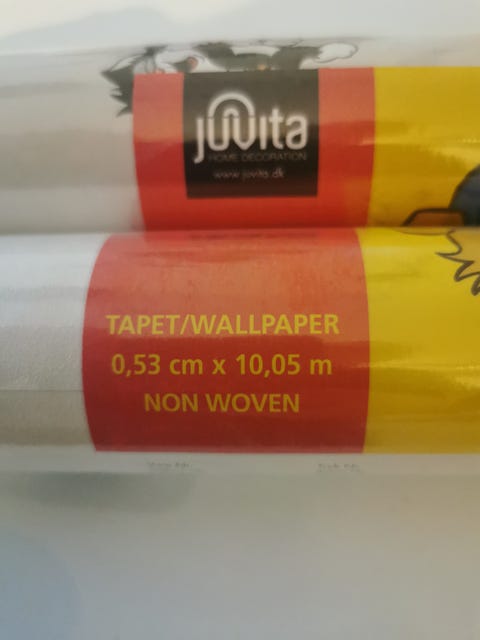 juvita
HOME DECORATION
www.juvita.dk
TAPET/WALLPAPER
0,53 cm x 10,05 m
NON WOVEN